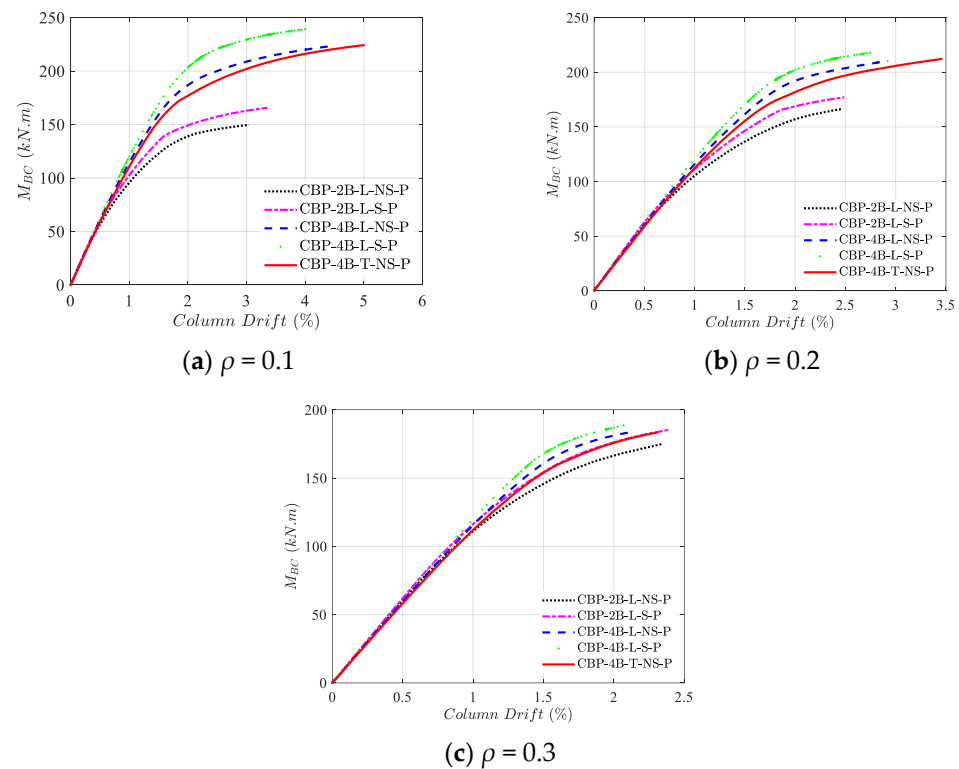 250
200
150
100
50
0
M_BC (kN.m)
CBP-2B-L-NS-P
CBP-2B-L-S-P
CBP-4B-L-NS-P
CBP-4B-L-S-P
CBP-4B-T-NS-P
0 1 2 3 4 5 6
Column Drift (%)
(a) ρ = 0.1
250
200
150
100
50
0
M_BC (kN.m)
CBP-2B-L-NS-P
CBP-2B-L-S-P
CBP-4B-L-NS-P
CBP-4B-L-S-P
CBP-4B-T-NS-P
0 0.5 1 1.5 2 2.5 3 3.5
Column Drift (%)
(b) ρ = 0.2
200
150
100
50
0
M_BC (kN.m)
CBP-2B-L-NS-P
CBP-2B-L-S-P
CBP-4B-L-NS-P
CBP-4B-L-S-P
CBP-4B-T-NS-P
0 0.5 1 1.5 2 2.5
Column Drift (%)
(c) ρ = 0.3